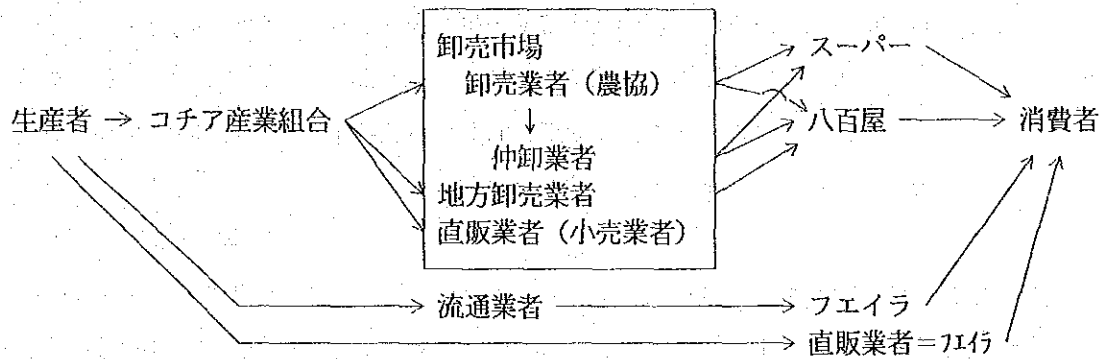 卸売市場
スーパー
卸売業者（農協）
生産者 → コチア産業組合
↓
八百屋
消費者
仲卸業者
地方卸売業者
直販業者（小売業者）
流通業者
フエイラ
直販業者＝フエイラ